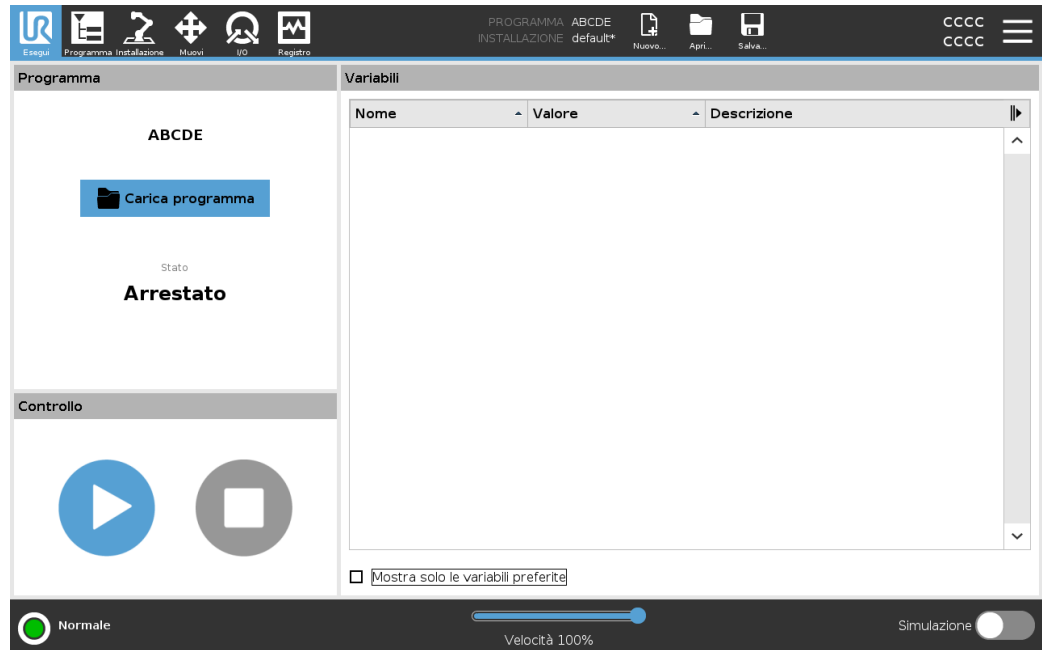 UR
Esegui
Programma
Installazione
Muovi
I/O
Registro
PROGRAMMA ABCDE
INSTALLAZIONE default*
Nuovo...
Apri...
Salva...
CCCC
CCCC
Programma
ABCDE
Carica programma
Stato
Arrestato
Controllo
Variabili
Nome Valore Descrizione
Mostra solo le variabili preferite
Normale
Velocità 100%
Simulazione